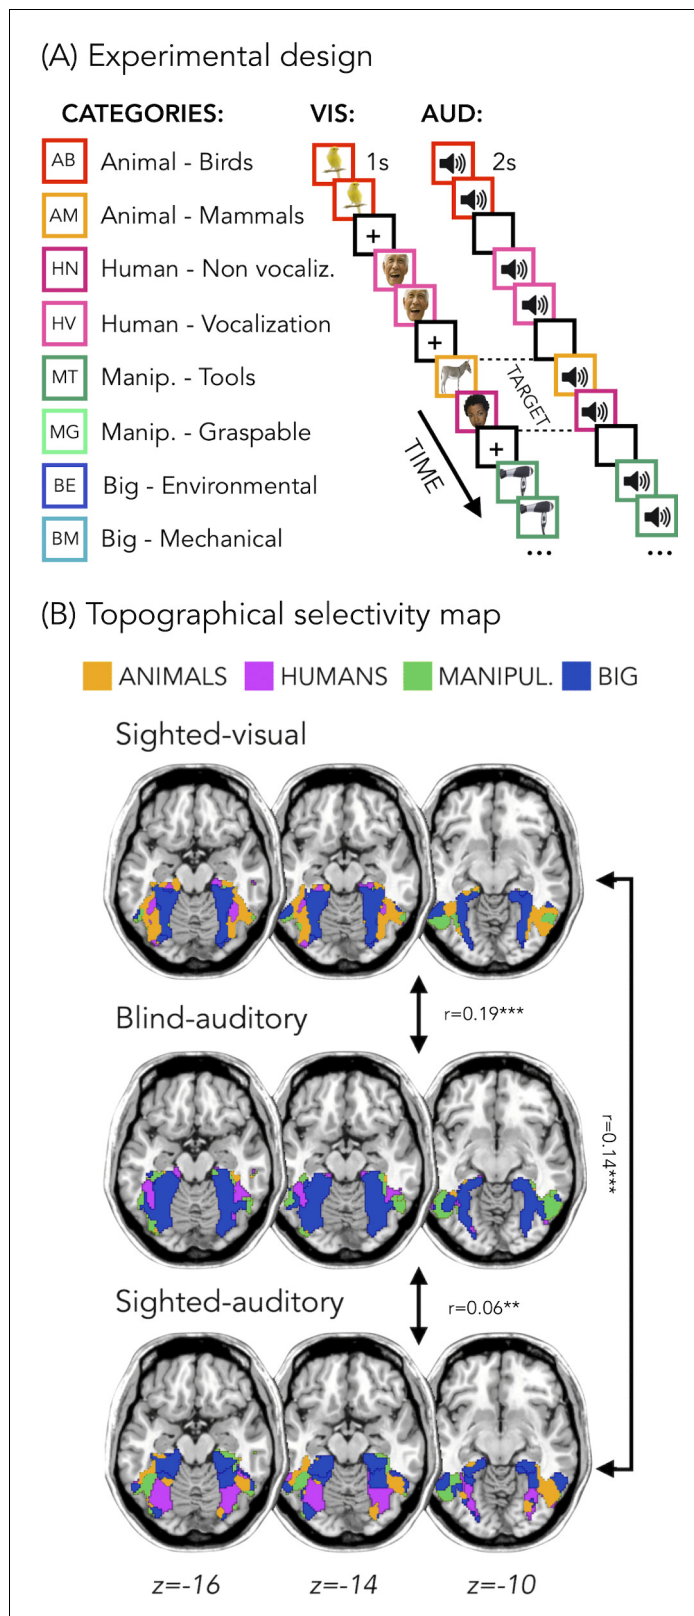 (A) Experimental design
CATEGORIES: VIS: AUD:
AB Animal - Birds 1s 2s
AM Animal - Mammals
+
HN Human - Non vocaliz.
HV Human - Vocalization
+
MT Manip. - Tools
TARGET
MG Manip. - Graspable
+
TIME
BE Big - Environmental
BM Big - Mechanical
... ...
(B) Topographical selectivity map
ANIMALS HUMANS MANIPUL. BIG
Sighted-visual
r=0.19***
Blind-auditory
r=0.14***
Sighted-auditory
r=0.06**
z=-16 z=-14 z=-10